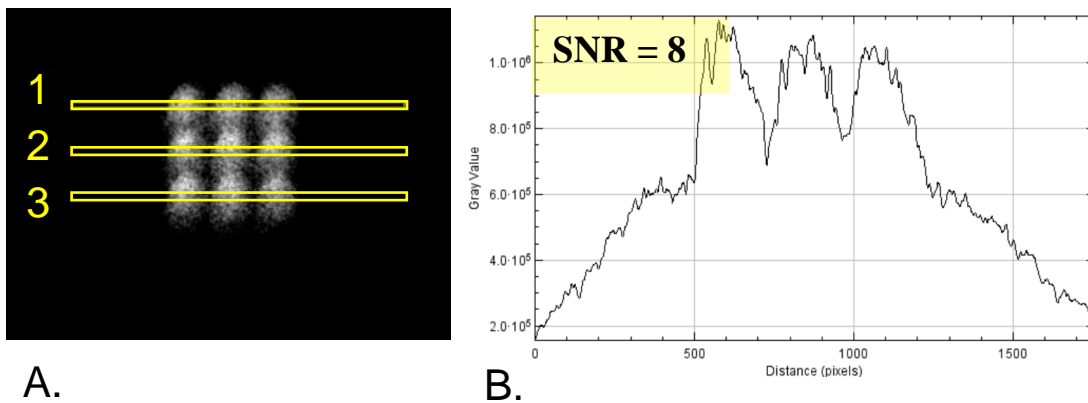 1
2
3
A.
SNR = 8
Gray Value
1.0·10⁶
8.0·10⁵
6.0·10⁵
4.0·10⁵
2.0·10⁵
0
500
1000
1500
Distance (pixels)
B.